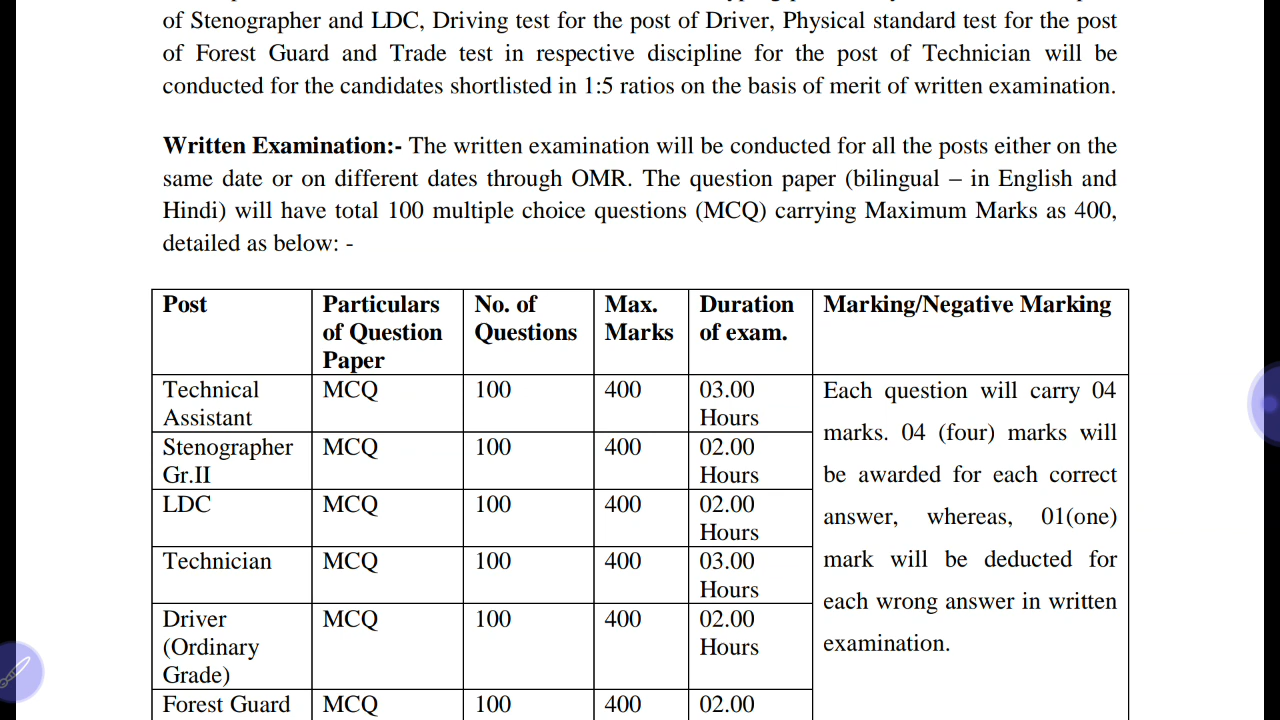 of Stenographer and LDC, Driving test for the post of Driver, Physical standard test for the post
of Forest Guard and Trade test in respective discipline for the post of Technician will be
conducted for the candidates shortlisted in 1:5 ratios on the basis of merit of written examination.
Written Examination:- The written examination will be conducted for all the posts either on the
same date or on different dates through OMR. The question paper (bilingual – in English and
Hindi) will have total 100 multiple choice questions (MCQ) carrying Maximum Marks as 400,
detailed as below: -
Post Particulars of Question Paper No. of Questions Max. Marks Duration of exam. Marking/Negative Marking
Technical Assistant MCQ 100 400 03.00 Hours
Stenographer Gr.II MCQ 100 400 02.00 Hours
LDC MCQ 100 400 02.00 Hours
Technician MCQ 100 400 03.00 Hours
Driver (Ordinary Grade) MCQ 100 400 02.00 Hours
Forest Guard MCQ 100 400 02.00
Each question will carry 04
marks. 04 (four) marks will
be awarded for each correct
answer, whereas, 01(one)
mark will be deducted for
each wrong answer in written
examination.